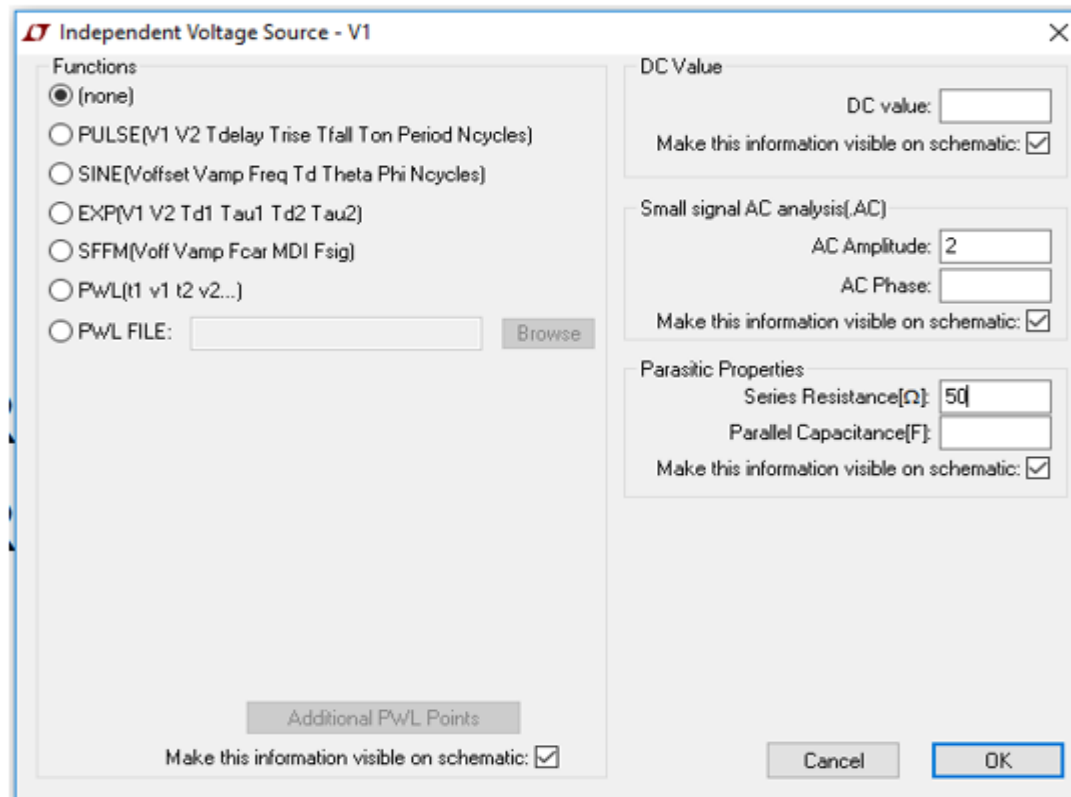 Independent Voltage Source - V1
Functions
(none)
PULSE(V1 V2 Tdelay Trise Tfall Ton Period Ncycles)
SINE(Voffset Vamp Freq Td Theta Phi Ncycles)
EXP(V1 V2 Td1 Tau1 Td2 Tau2)
SFFM(Voff Vamp Fcar MDI Fsig)
PWL(t1 v1 t2 v2...)
PWL FILE: Browse
Additional PWL Points
Make this information visible on schematic:
DC Value
DC value:
Make this information visible on schematic:
Small signal AC analysis(.AC)
AC Amplitude: 2
AC Phase:
Make this information visible on schematic:
Parasitic Properties
Series Resistance[Ω]: 50
Parallel Capacitance[F]:
Make this information visible on schematic:
Cancel OK